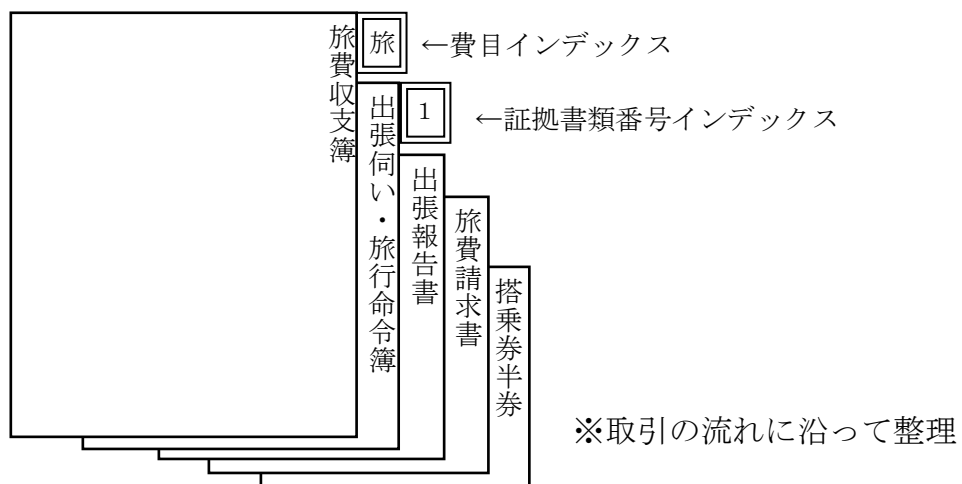 旅費収支簿
旅
←費目インデックス
出張伺い・旅行命令簿
1
←証拠書類番号インデックス
出張報告書
旅費請求書
搭乗券半券
※取引の流れに沿って整理